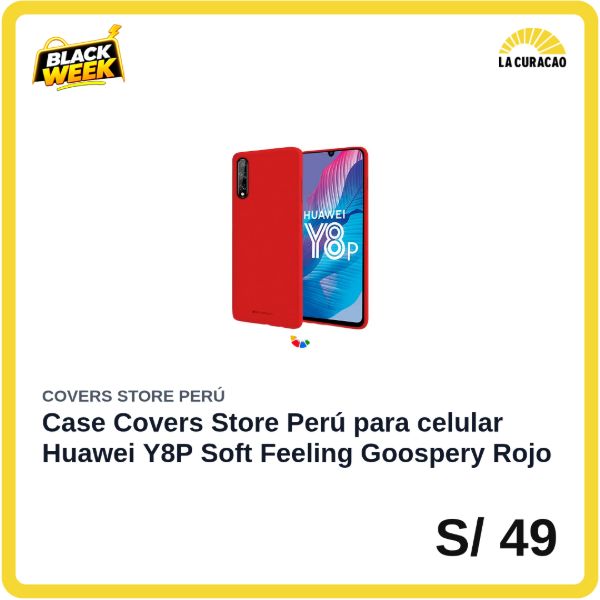 BLACK
WEEK
LA CURACAO
HUAWEI
Y8P
COVERS STORE PERÚ
Case Covers Store Perú para celular
Huawei Y8P Soft Feeling Goospery Rojo
S/ 49